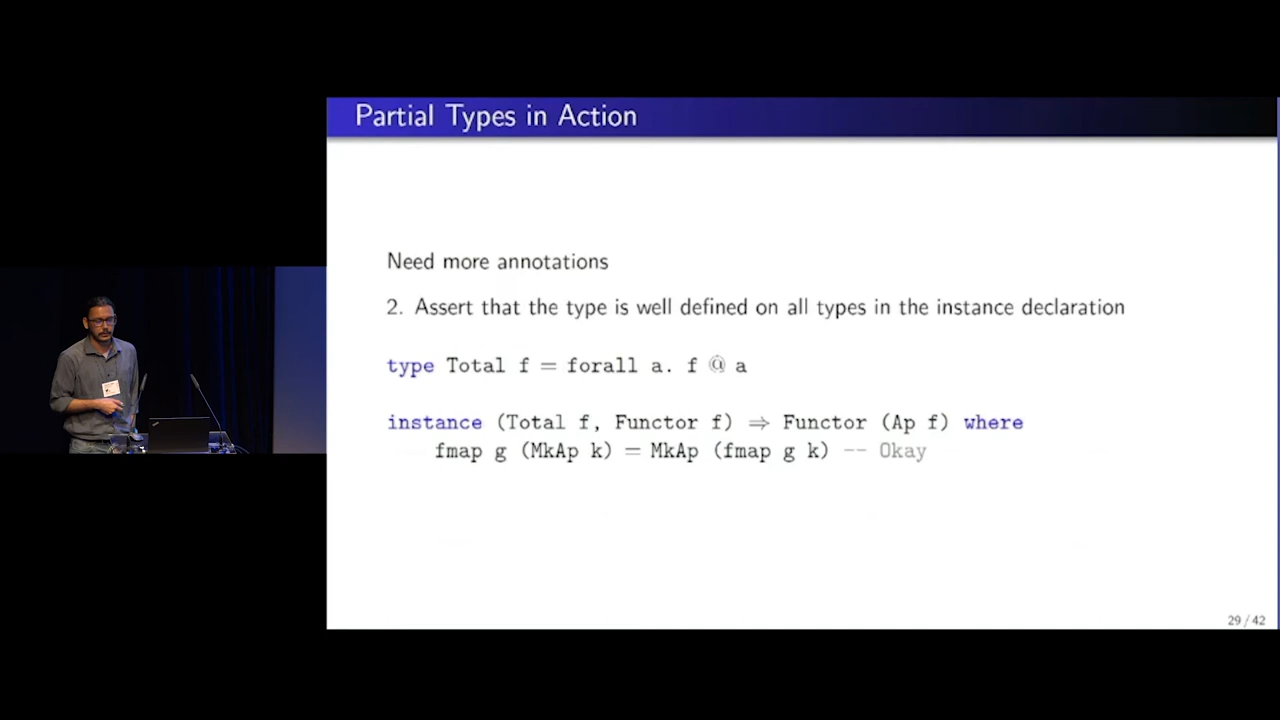 Partial Types in Action
Need more annotations
2. Assert that the type is well defined on all types in the instance declaration
type Total f = forall a. f @ a
instance (Total f, Functor f) ⇒ Functor (Ap f) where
fmap g (MkAp k) = MkAp (fmap g k) -- Okay
29 / 42